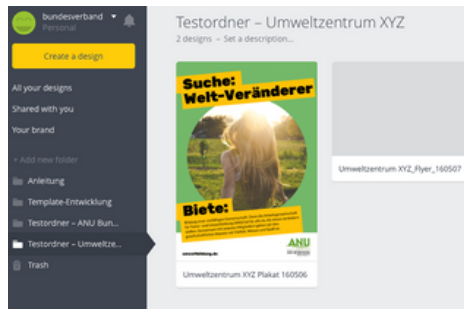 bundesverband
Personal
Create a design
All your designs
Shared with you
Your brand
+ Add new folder
Anleitung
Template-Entwicklung
Testordner – ANU Bun...
Testordner – Umweltze...
Trash
Testordner – Umweltzentrum XYZ
2 designs – Set a description...
Suche:
Welt-Veränderer
Biete:
ANU
Umweltzentrum XYZ Plakat 160506
Umweltzentrum XYZ_Flyer_160507